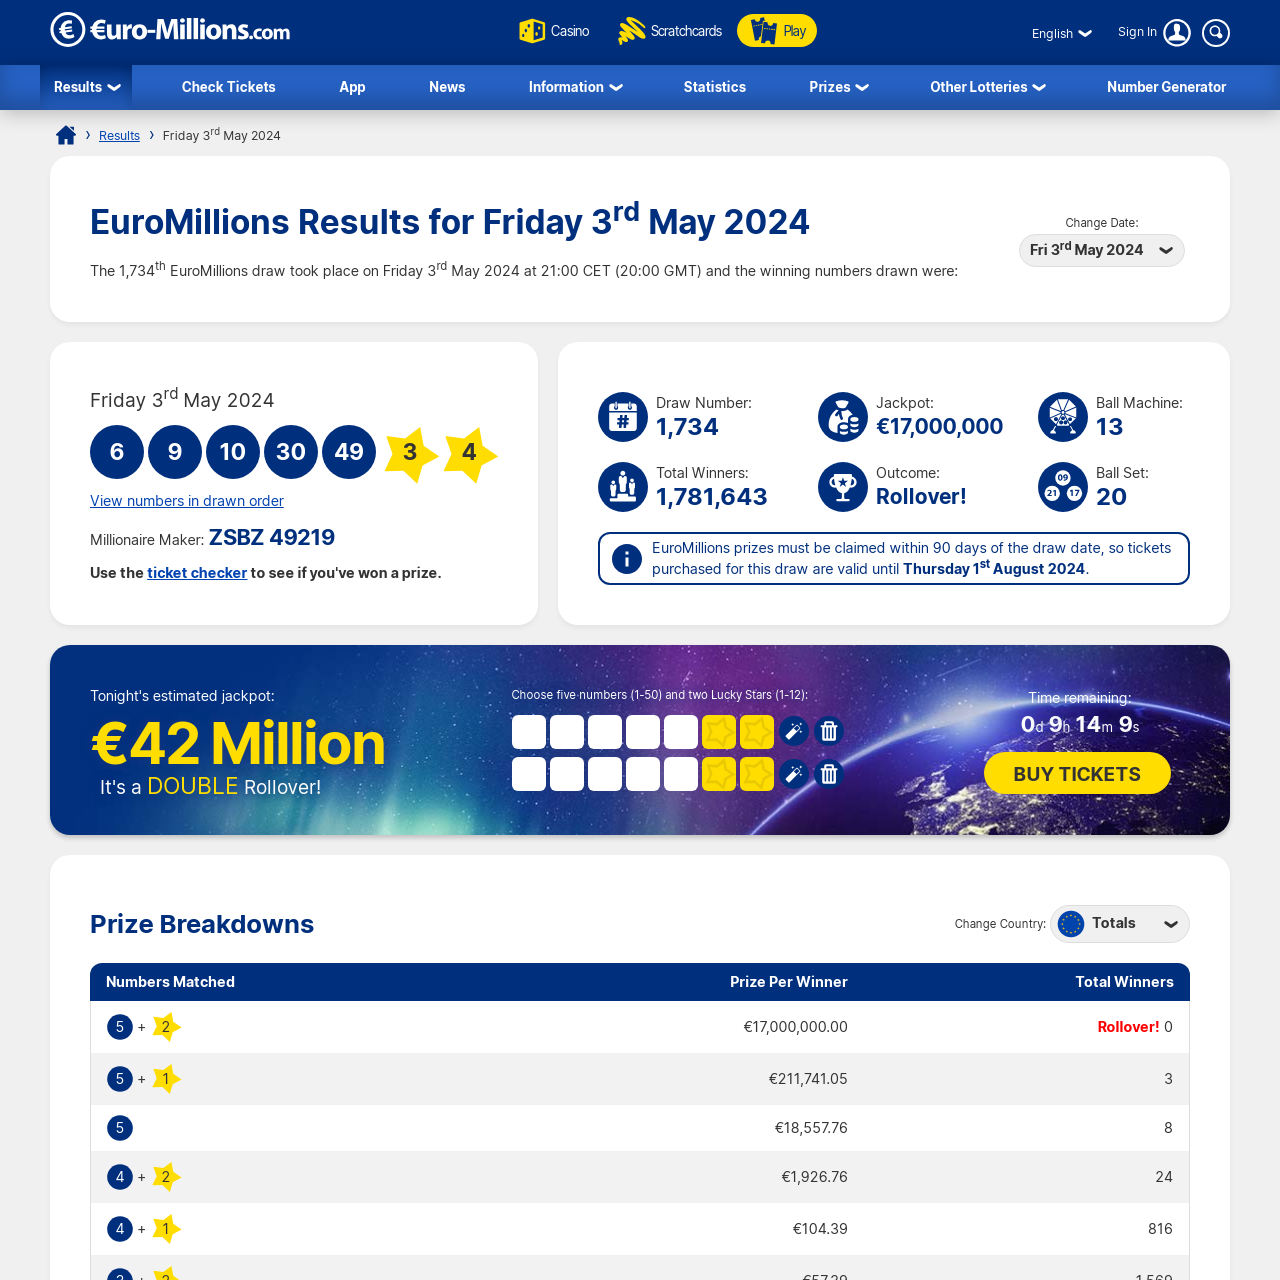 €uro-Millions.com
Casino
Scratchcards
Play
English
Sign In
Results
Check Tickets
App
News
Information
Statistics
Prizes
Other Lotteries
Number Generator
› Results › Friday 3rd May 2024
EuroMillions Results for Friday 3rd May 2024
The 1,734th EuroMillions draw took place on Friday 3rd May 2024 at 21:00 CET (20:00 GMT) and the winning numbers drawn were:
Change Date:
Fri 3rd May 2024
Friday 3rd May 2024
6 9 10 30 49 3 4
View numbers in drawn order
Millionaire Maker: ZSBZ 49219
Use the ticket checker to see if you've won a prize.
#
Draw Number:
1,734
Jackpot:
€17,000,000
Ball Machine:
13
Total Winners:
1,781,643
Outcome:
Rollover!
09
21 17
Ball Set:
20
EuroMillions prizes must be claimed within 90 days of the draw date, so tickets
purchased for this draw are valid until Thursday 1st August 2024.
Tonight's estimated jackpot:
€42 Million
It's a DOUBLE Rollover!
Choose five numbers (1-50) and two Lucky Stars (1-12):
Time remaining:
0d 9h 14m 9s
BUY TICKETS
Prize Breakdowns
Change Country: Totals
Numbers Matched Prize Per Winner Total Winners
5 + 2 €17,000,000.00 Rollover! 0
5 + 1 €211,741.05 3
5 €18,557.76 8
4 + 2 €1,926.76 24
4 + 1 €104.39 816
3 + 2 €57.39 1,569